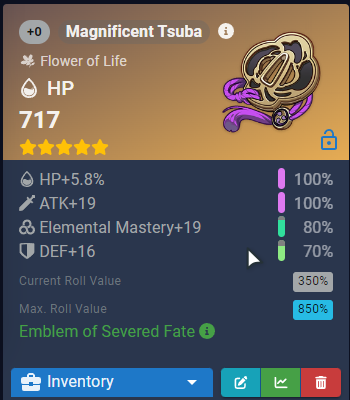 +0 Magnificent Tsuba
Flower of Life
HP
717
HP+5.8% 100%
ATK+19 100%
Elemental Mastery+19 80%
DEF+16 70%
Current Roll Value 350%
Max. Roll Value 850%
Emblem of Severed Fate
Inventory